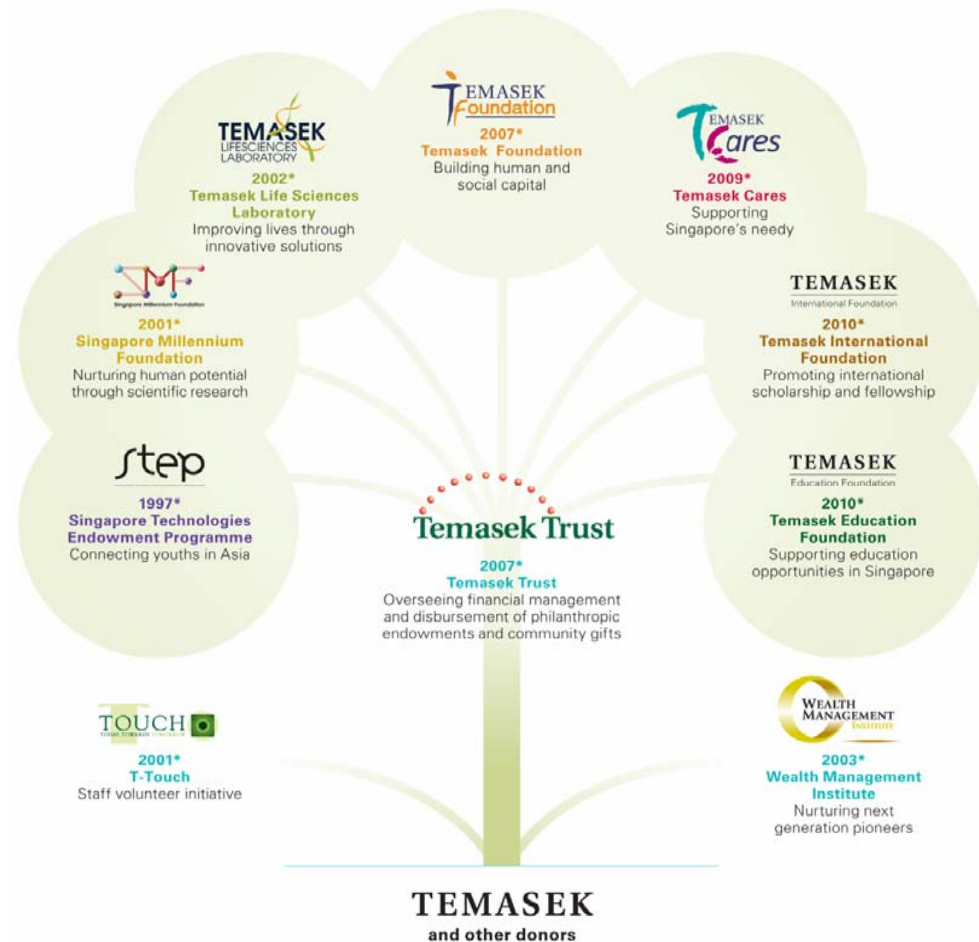 TEMASEK
Foundation
2007*
Temasek Foundation
Building human and
social capital
TEMASEK
LIFESCIENCES
LABORATORY
2002*
Temasek Life Sciences
Laboratory
Improving lives through
innovative solutions
TEMASEK
Cares
2009*
Temasek Cares
Supporting
Singapore's needy
SMF
Singapore Millennium Foundation
2001*
Singapore Millennium
Foundation
Nurturing human potential
through scientific research
TEMASEK
International Foundation
2010*
Temasek International
Foundation
Promoting international
scholarship and fellowship
step
1997*
Singapore Technologies
Endowment Programme
Connecting youths in Asia
TEMASEK
Education Foundation
2010*
Temasek Education
Foundation
Supporting education
opportunities in Singapore
Temasek Trust
2007*
Temasek Trust
Overseeing financial management
and disbursement of philanthropic
endowments and community gifts
T
TOUCH
TODAY TOWARDS TOMORROW
2001*
T-Touch
Staff volunteer initiative
WEALTH
MANAGEMENT
INSTITUTE
2003*
Wealth Management
Institute
Nurturing next
generation pioneers
TEMASEK
and other donors